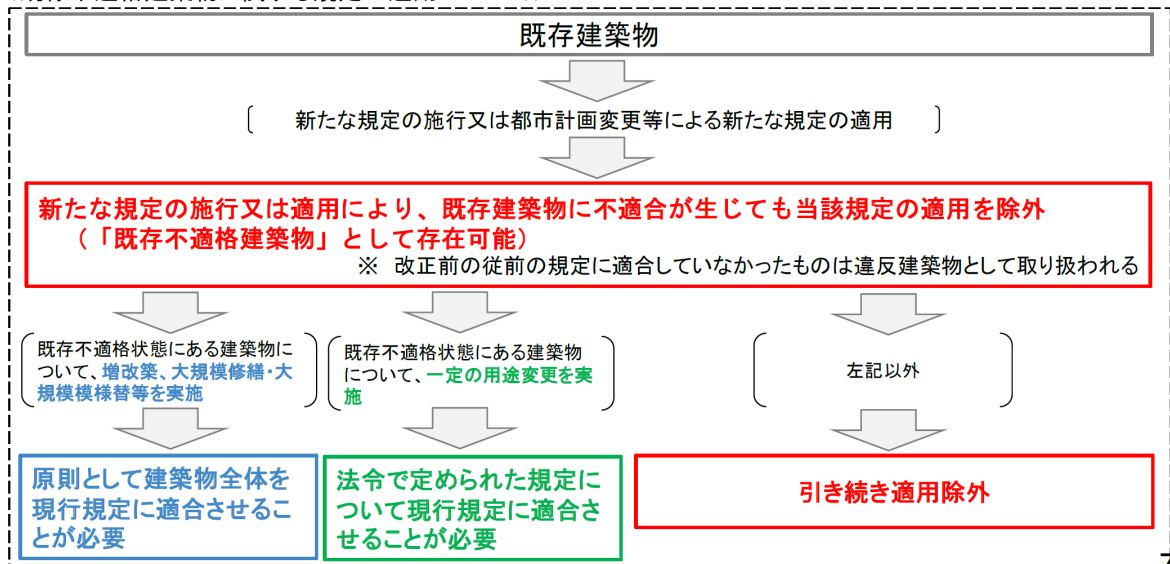 既存建築物
新たな規定の施行又は都市計画変更等による新たな規定の適用
新たな規定の施行又は適用により、既存建築物に不適合が生じても当該規定の適用を除外
（「既存不適格建築物」として存在可能）
※ 改正前の従前の規定に適合していなかったものは違反建築物として取り扱われる
既存不適格状態にある建築物に
ついて、増改築、大規模修繕・大
規模模様替等を実施
既存不適格状態にある建築物
について、一定の用途変更を実
施
左記以外
原則として建築物全体を
現行規定に適合させるこ
とが必要
法令で定められた規定に
ついて現行規定に適合さ
せることが必要
引き続き適用除外